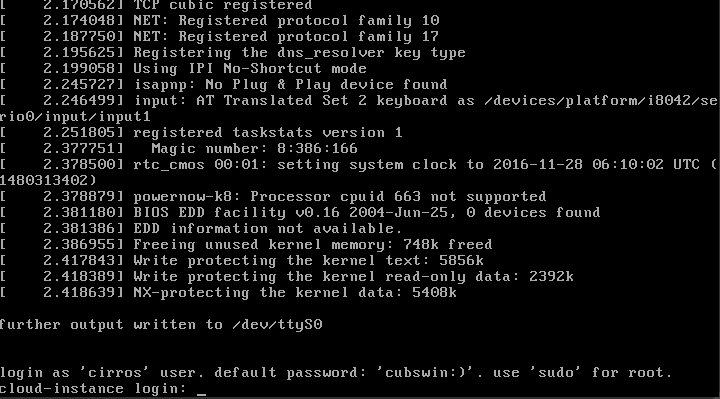 [    2.170562] TCP cubic registered
[    2.174048] NET: Registered protocol family 10
[    2.187750] NET: Registered protocol family 17
[    2.195625] Registering the dns_resolver key type
[    2.199058] Using IPI No-Shortcut mode
[    2.245727] isapnp: No Plug & Play device found
[    2.246499] input: AT Translated Set 2 keyboard as /devices/platform/i8042/se
rio0/input/input1
[    2.251805] registered taskstats version 1
[    2.377751]   Magic number: 8:386:166
[    2.378500] rtc_cmos 00:01: setting system clock to 2016-11-28 06:10:02 UTC (
1480313402)
[    2.378879] powernow-k8: Processor cpuid 663 not supported
[    2.381180] BIOS EDD facility v0.16 2004-Jun-25, 0 devices found
[    2.381386] EDD information not available.
[    2.386955] Freeing unused kernel memory: 748k freed
[    2.417843] Write protecting the kernel text: 5856k
[    2.418389] Write protecting the kernel read-only data: 2392k
[    2.418639] NX-protecting the kernel data: 5408k
further output written to /dev/ttyS0
login as 'cirros' user. default password: 'cubswin:)'. use 'sudo' for root.
cloud-instance login: _